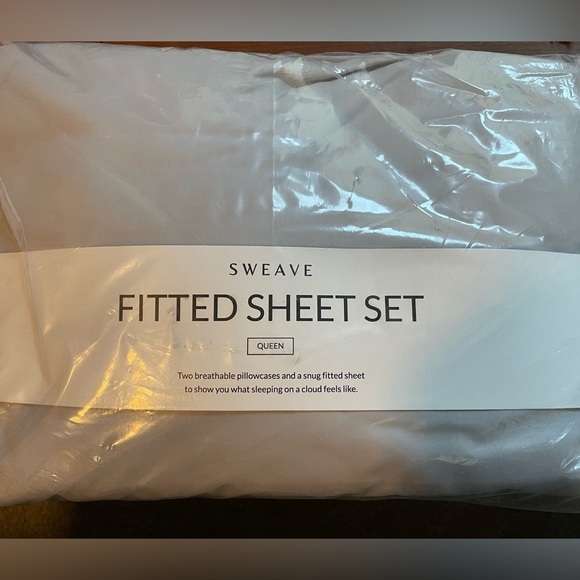 SWEAVE
FITTED SHEET SET
QUEEN
Two breathable pillowcases and a snug fitted sheet
to show you what sleeping on a cloud feels like.